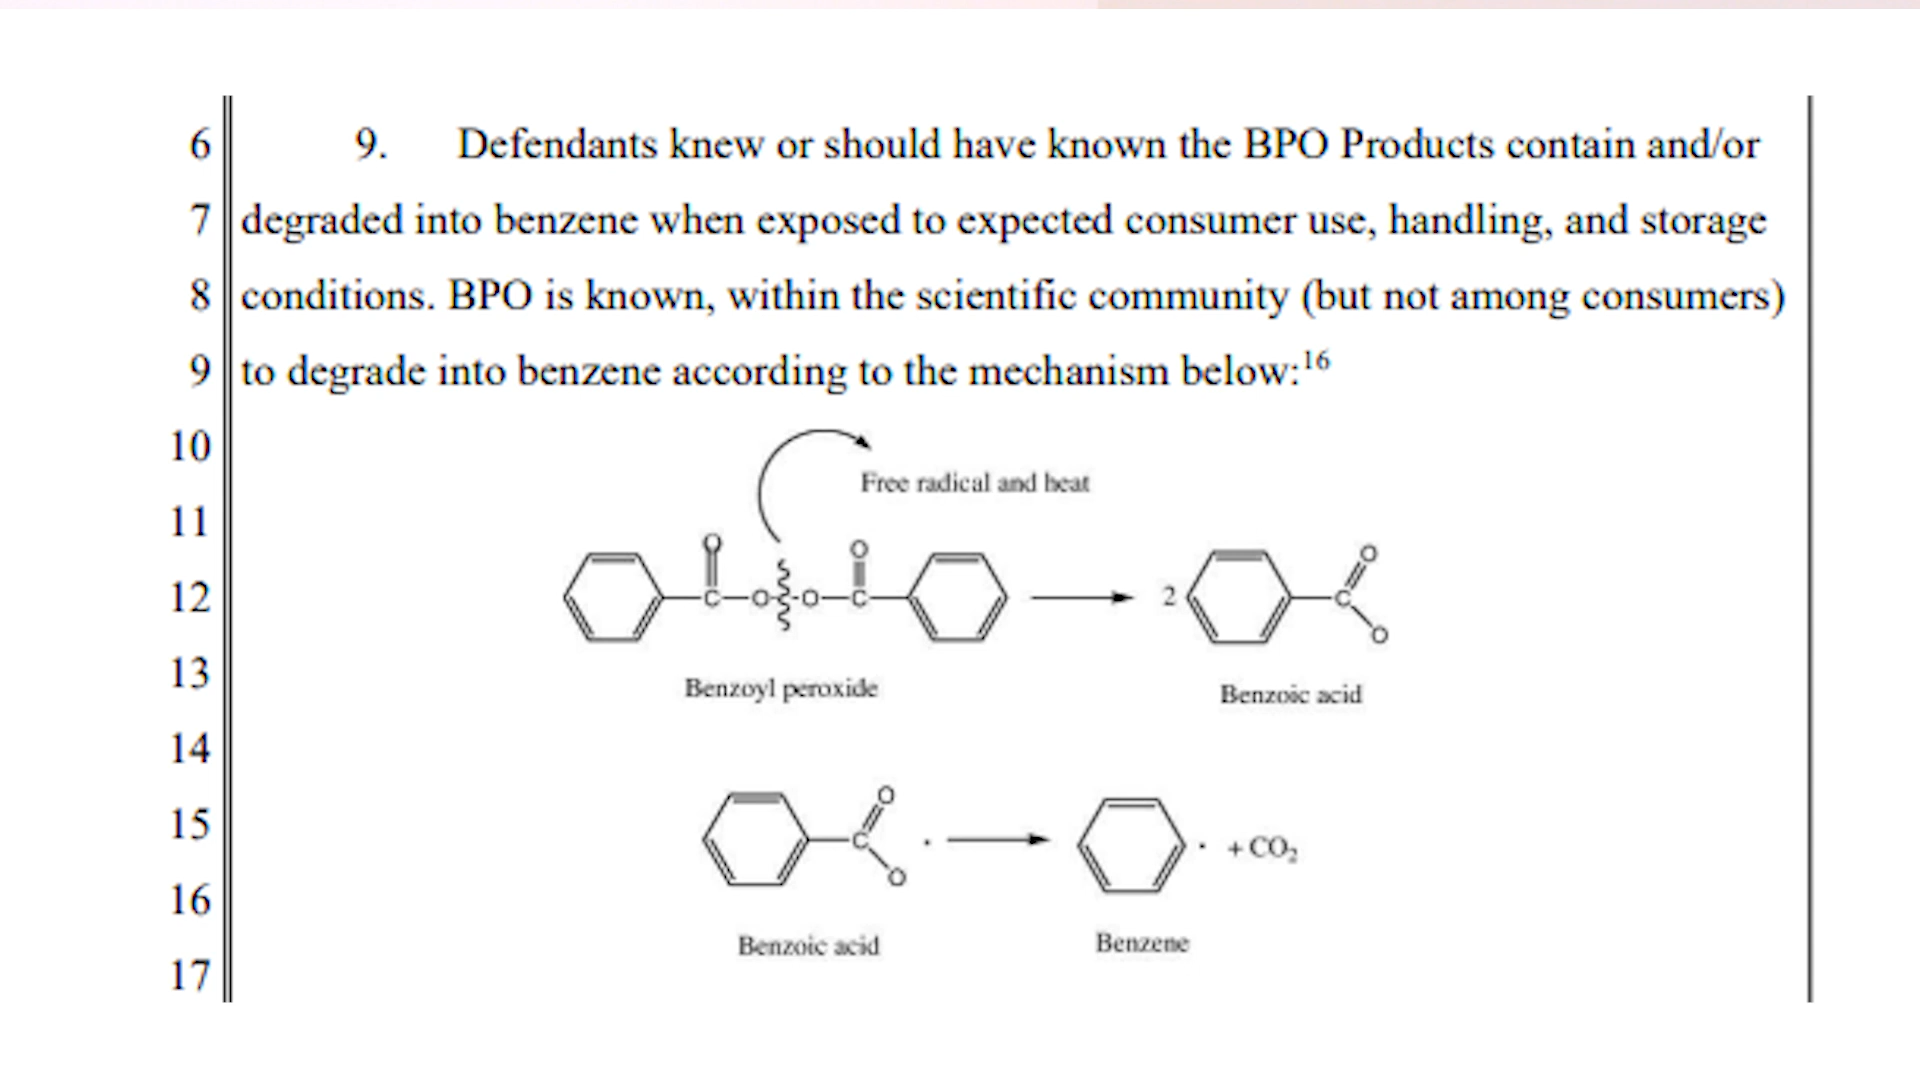 6 9. Defendants knew or should have known the BPO Products contain and/or
7 degraded into benzene when exposed to expected consumer use, handling, and storage
8 conditions. BPO is known, within the scientific community (but not among consumers)
9 to degrade into benzene according to the mechanism below:¹⁶
10
Free radical and heat
11
O O O
12 C—O—O—C 2 C
O
13
Benzoyl peroxide Benzoic acid
14
O
15 C · · + CO₂
O
16
Benzoic acid Benzene
17